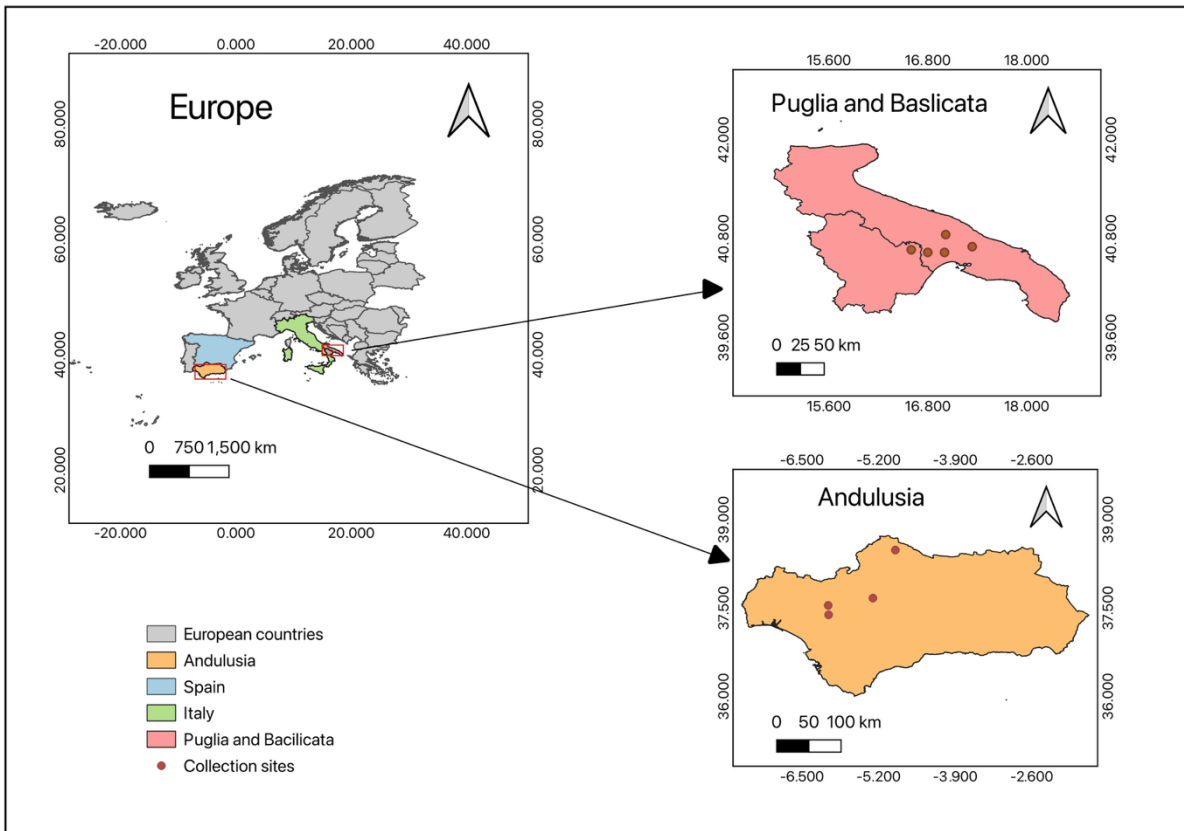 -20.000 0.000 20.000 40.000
Europe
80.000 80.000
60.000 60.000
40.000 40.000
20.000 20.000
0 750 1,500 km
-20.000 0.000 20.000 40.000
15.600 16.800 18.000
Puglia and Baslicata
42.000 42.000
40.800 40.800
39.600 39.600
0 25 50 km
15.600 16.800 18.000
-6.500 -5.200 -3.900 -2.600
Andulusia
39.000 39.000
37.500 37.500
36.000 36.000
0 50 100 km
-6.500 -5.200 -3.900 -2.600
European countries
Andulusia
Spain
Italy
Puglia and Bacilicata
Collection sites